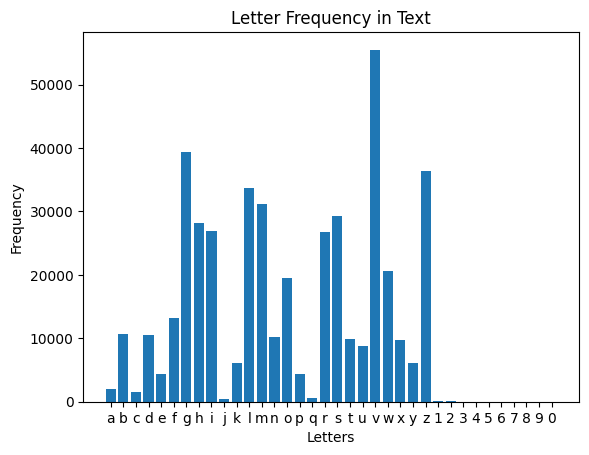 Letter Frequency in Text
Frequency
50000
40000
30000
20000
10000
0
a b c d e f g h i j k l m n o p q r s t u v w x y z 1 2 3 4 5 6 7 8 9 0
Letters